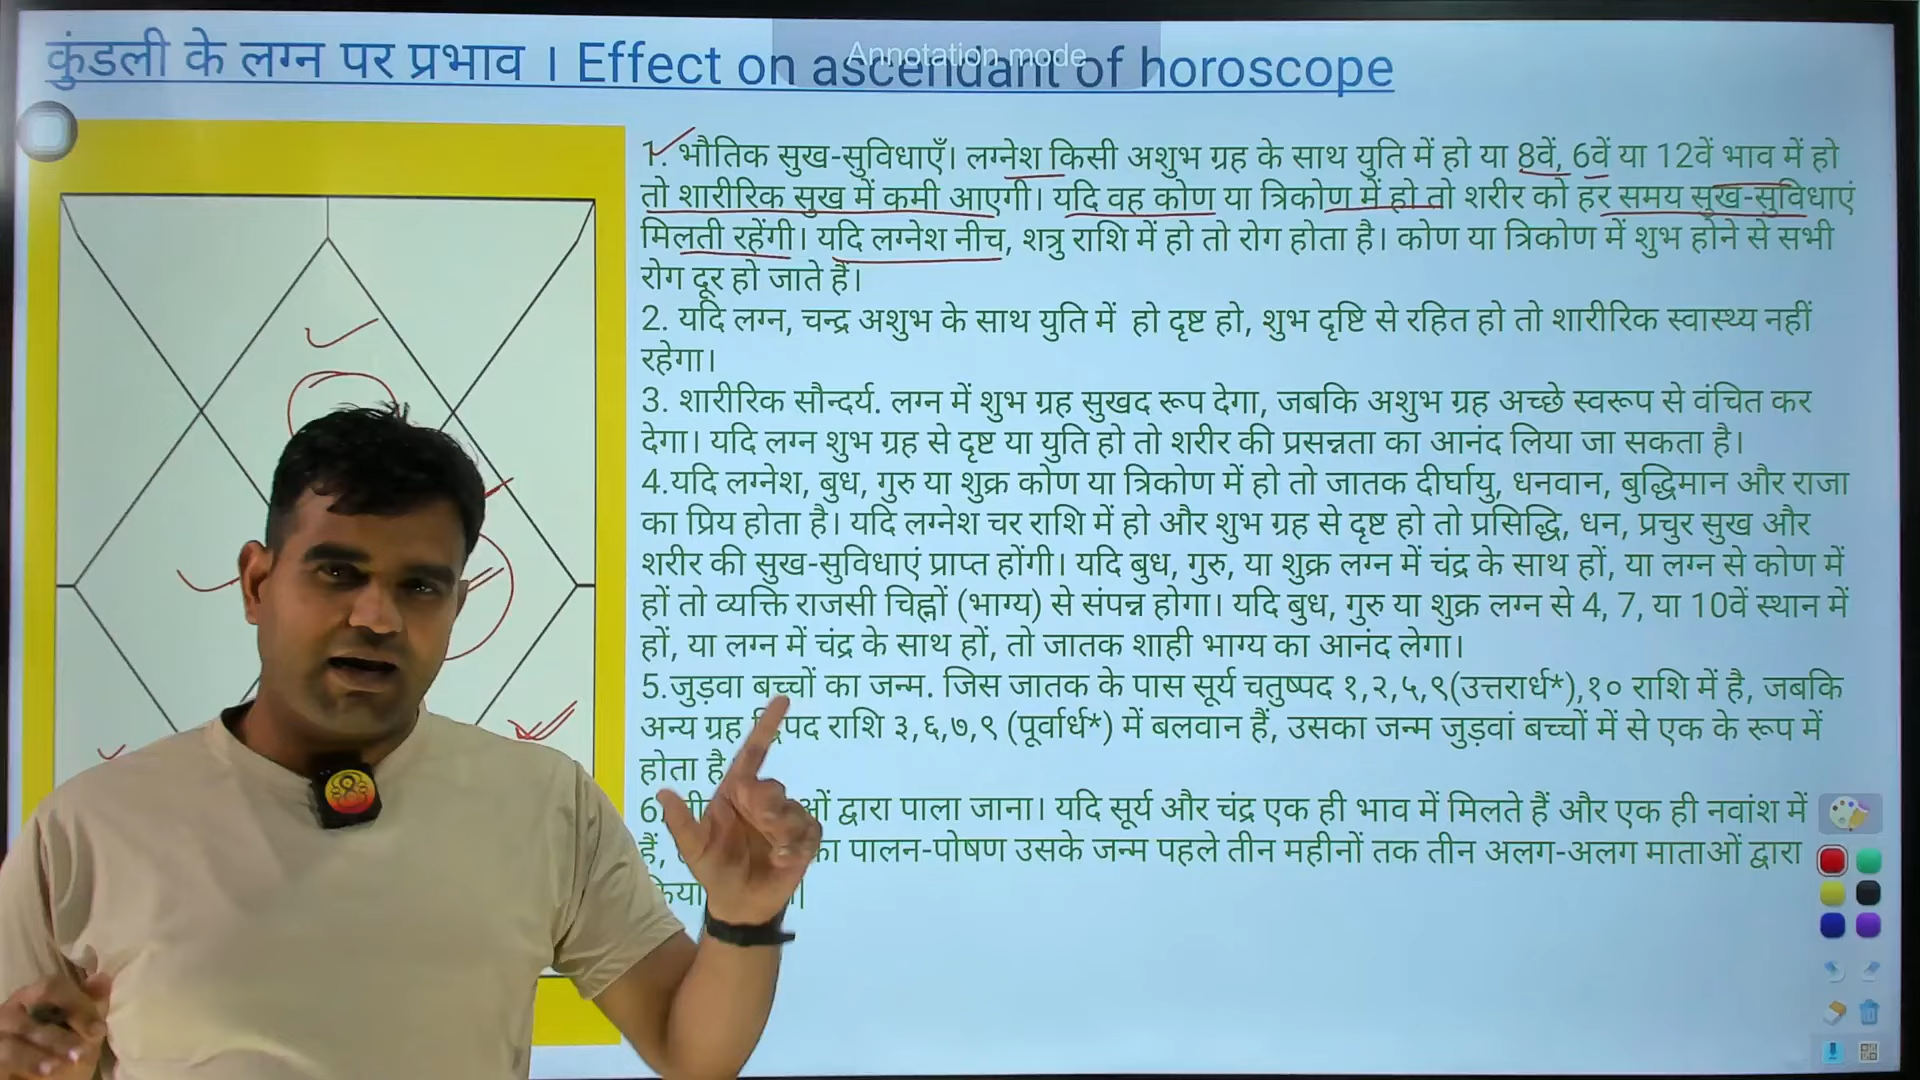 कुंडली के लग्न पर प्रभाव । Effect on ascendant of horoscope
Annotation mode
1. भौतिक सुख-सुविधाएँ। लग्नेश किसी अशुभ ग्रह के साथ युति में हो या 8वें, 6वें या 12वें भाव में हो
तो शारीरिक सुख में कमी आएगी। यदि वह कोण या त्रिकोण में हो तो शरीर को हर समय सुख-सुविधाएं
मिलती रहेंगी। यदि लग्नेश नीच, शत्रु राशि में हो तो रोग होता है। कोण या त्रिकोण में शुभ होने से सभी
रोग दूर हो जाते हैं।
2. यदि लग्न, चन्द्र अशुभ के साथ युति में हो दृष्ट हो, शुभ दृष्टि से रहित हो तो शारीरिक स्वास्थ्य नहीं
रहेगा।
3. शारीरिक सौन्दर्य. लग्न में शुभ ग्रह सुखद रूप देगा, जबकि अशुभ ग्रह अच्छे स्वरूप से वंचित कर
देगा। यदि लग्न शुभ ग्रह से दृष्ट या युति हो तो शरीर की प्रसन्नता का आनंद लिया जा सकता है।
4.यदि लग्नेश, बुध, गुरु या शुक्र कोण या त्रिकोण में हो तो जातक दीर्घायु, धनवान, बुद्धिमान और राजा
का प्रिय होता है। यदि लग्नेश चर राशि में हो और शुभ ग्रह से दृष्ट हो तो प्रसिद्धि, धन, प्रचुर सुख और
शरीर की सुख-सुविधाएं प्राप्त होंगी। यदि बुध, गुरु, या शुक्र लग्न में चंद्र के साथ हों, या लग्न से कोण में
हों तो व्यक्ति राजसी चिह्नों (भाग्य) से संपन्न होगा। यदि बुध, गुरु या शुक्र लग्न से 4, 7, या 10वें स्थान में
हों, या लग्न में चंद्र के साथ हों, तो जातक शाही भाग्य का आनंद लेगा।
5.जुड़वा बच्चों का जन्म. जिस जातक के पास सूर्य चतुष्पद १,२,५,९(उत्तरार्ध*),१० राशि में है, जबकि
अन्य ग्रह राशि ३,६,७,९ (पूर्वार्ध*) में बलवान हैं, उसका जन्म जुड़वां बच्चों में से एक के रूप में
होता है
6. द्वारा पाला जाना। यदि सूर्य और चंद्र एक ही भाव में मिलते हैं और एक ही नवांश में
हैं, का पालन-पोषण उसके जन्म पहले तीन महीनों तक तीन अलग-अलग माताओं द्वारा